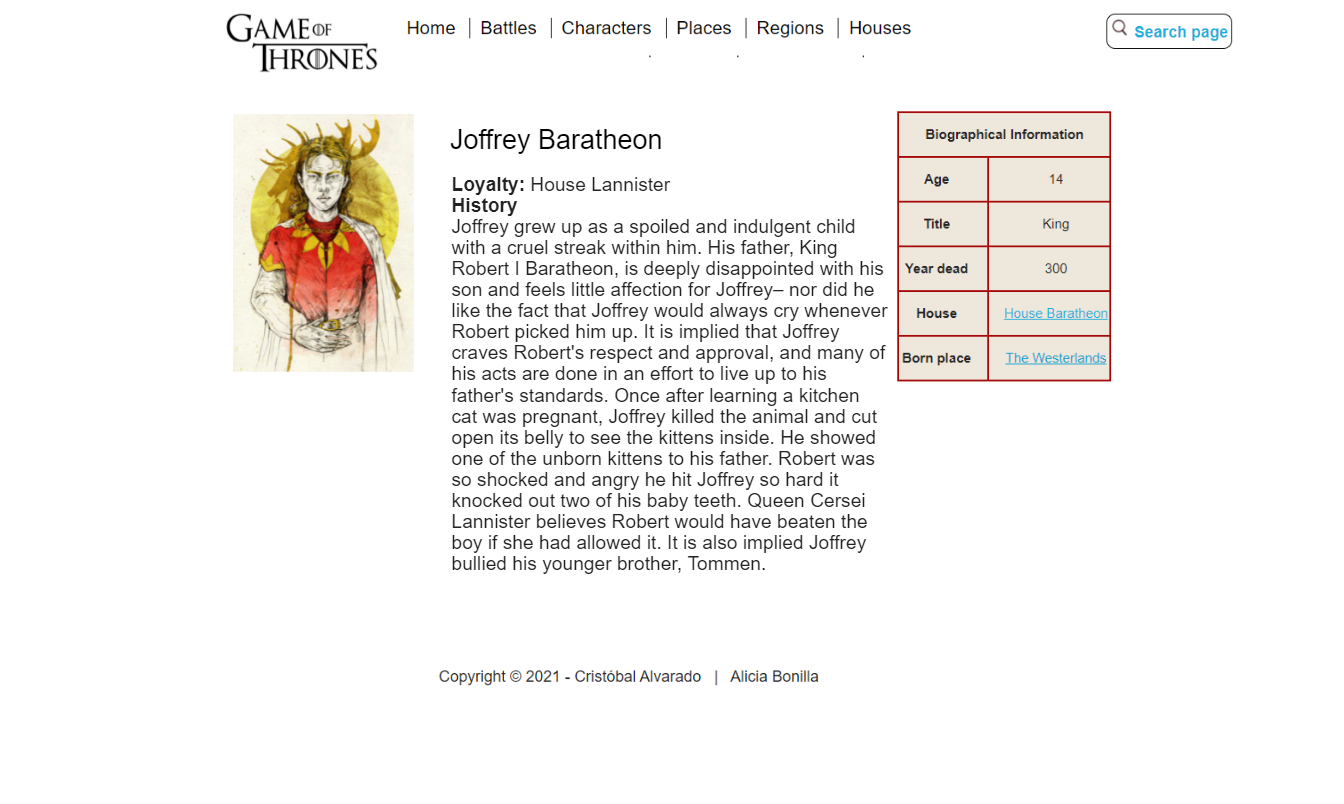 GAME OF
THRONES
Home | Battles | Characters | Places | Regions | Houses
Search page
Joffrey Baratheon
Loyalty: House Lannister
History
Joffrey grew up as a spoiled and indulgent child
with a cruel streak within him. His father, King
Robert I Baratheon, is deeply disappointed with his
son and feels little affection for Joffrey– nor did he
like the fact that Joffrey would always cry whenever
Robert picked him up. It is implied that Joffrey
craves Robert's respect and approval, and many of
his acts are done in an effort to live up to his
father's standards. Once after learning a kitchen
cat was pregnant, Joffrey killed the animal and cut
open its belly to see the kittens inside. He showed
one of the unborn kittens to his father. Robert was
so shocked and angry he hit Joffrey so hard it
knocked out two of his baby teeth. Queen Cersei
Lannister believes Robert would have beaten the
boy if she had allowed it. It is also implied Joffrey
bullied his younger brother, Tommen.
Biographical Information
Age 14
Title King
Year dead 300
House House Baratheon
Born place The Westerlands
Copyright © 2021 - Cristóbal Alvarado | Alicia Bonilla